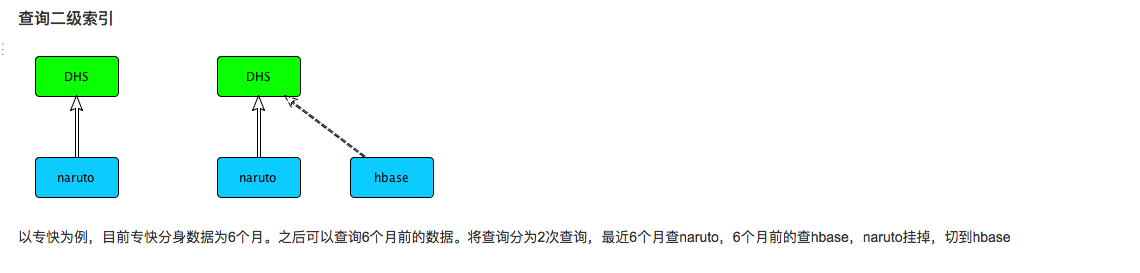 查询二级索引
DHS
DHS
naruto
naruto
hbase
以专快为例，目前专快分身数据为6个月。之后可以查询6个月前的数据。将查询分为2次查询，最近6个月查naruto，6个月前的查hbase，naruto挂掉，切到hbase